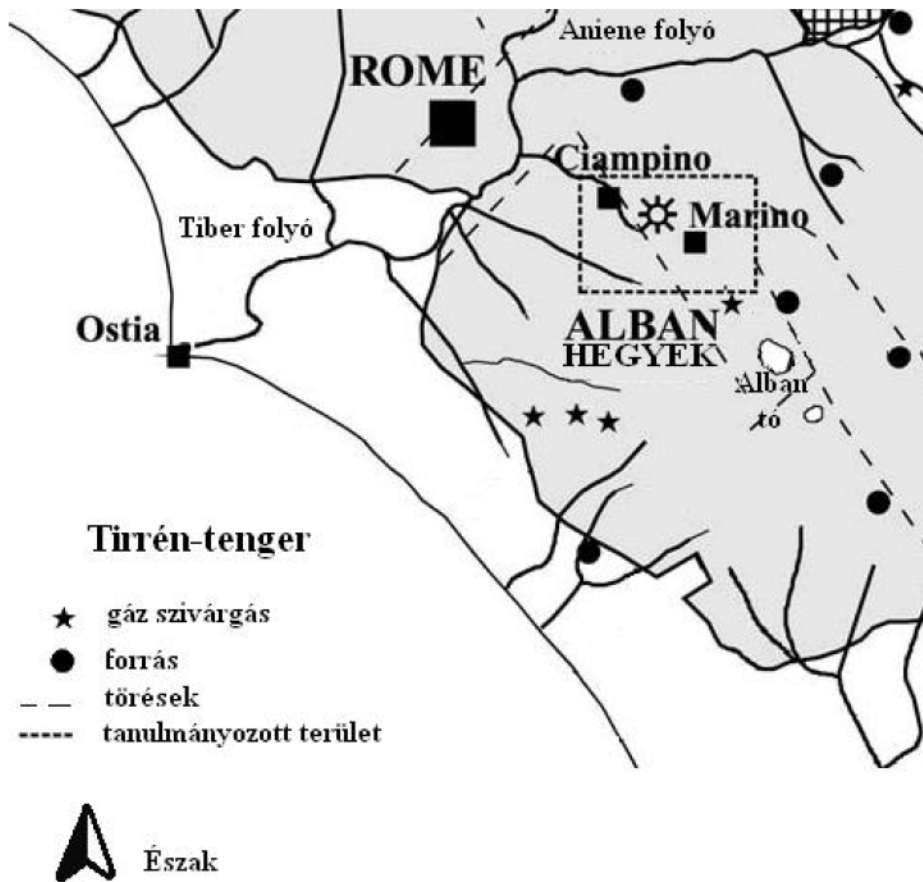 Aniene folyó
ROME
Ciampino
Marino
Tiber folyó
Ostia
ALBAN
HEGYEK
Alban
tó
Tirrén-tenger
gáz szivárgás
forrás
törések
tanulmányozott terület
Észak